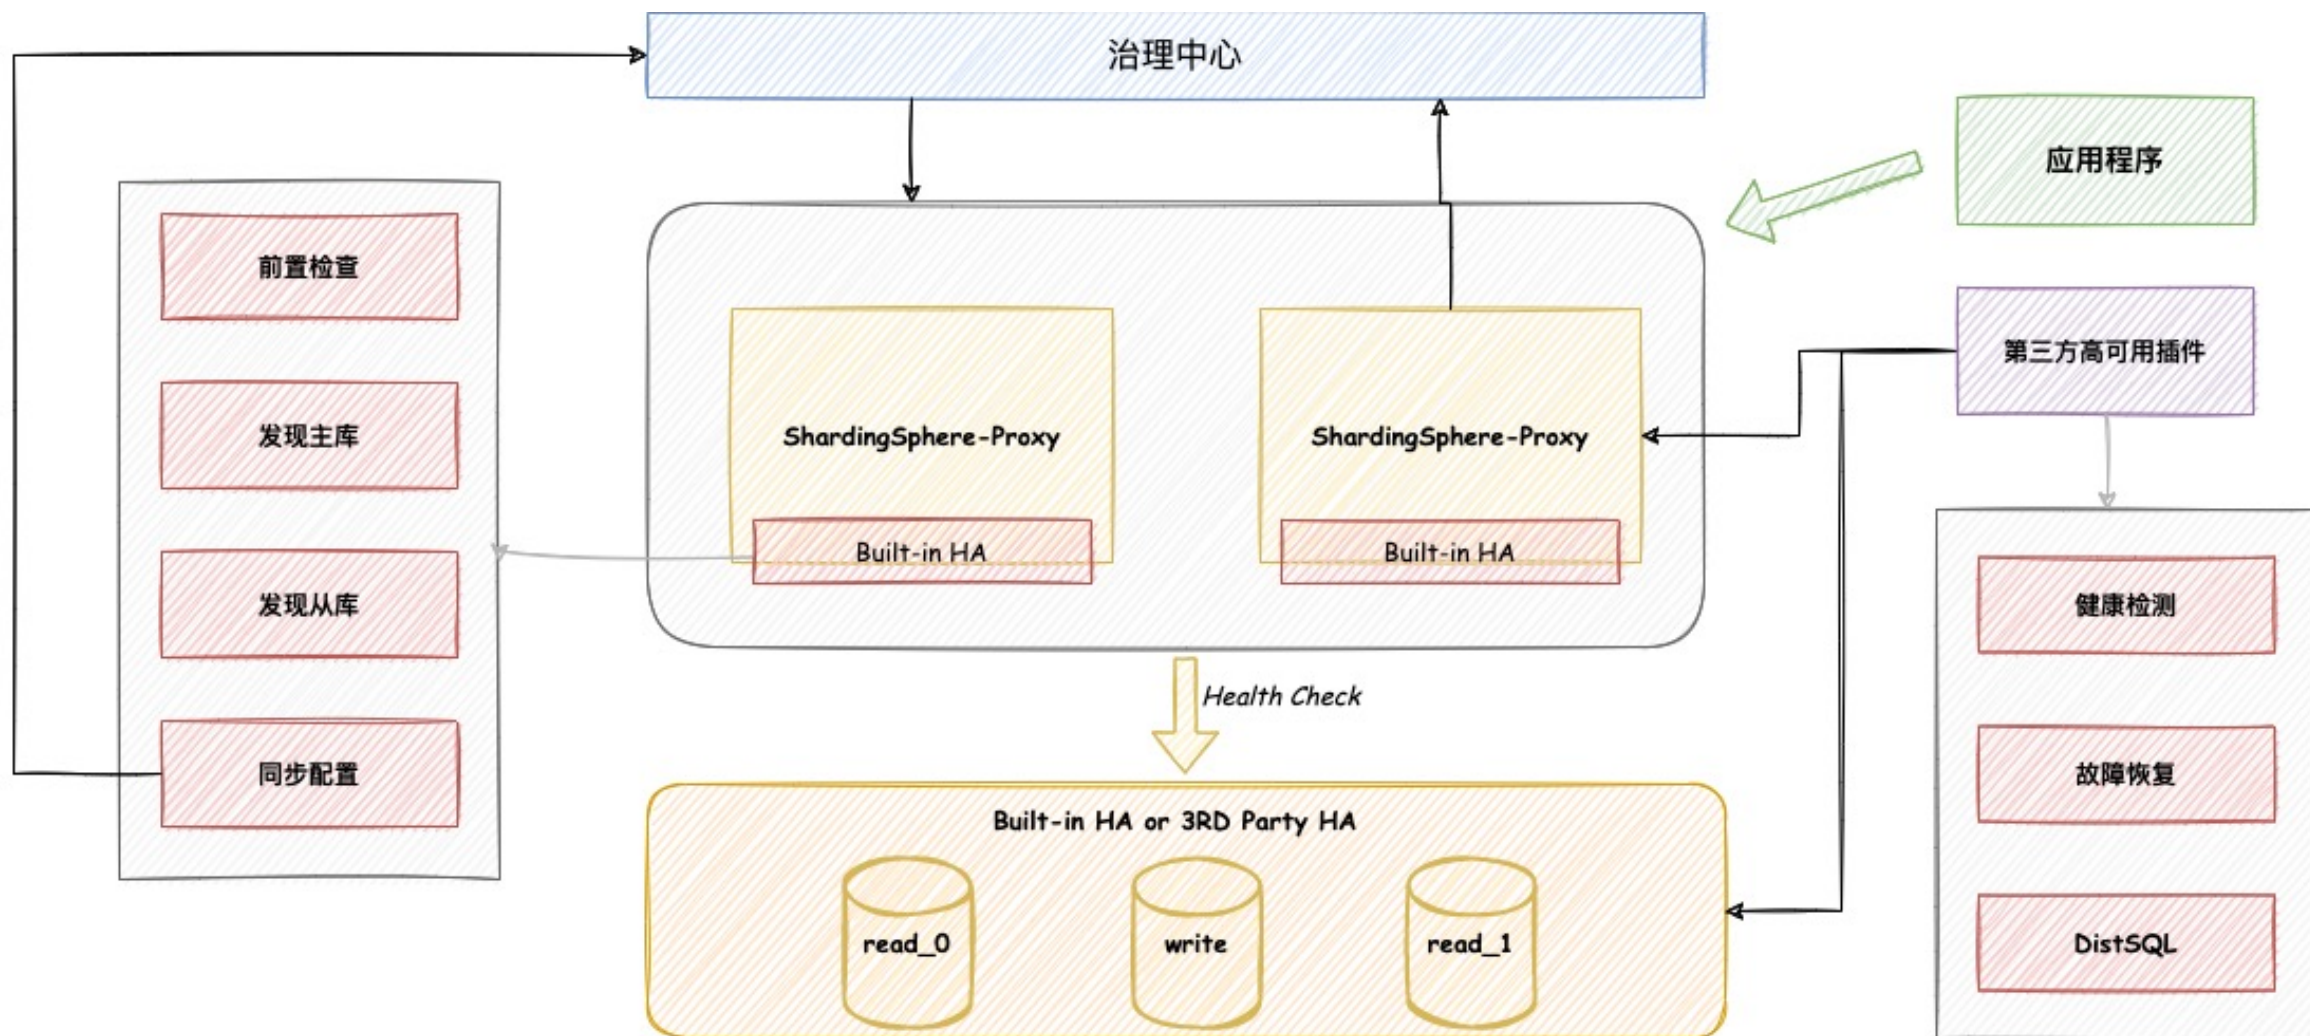 治理中心
应用程序
前置检查
第三方高可用插件
发现主库
ShardingSphere-Proxy
ShardingSphere-Proxy
Built-in HA
Built-in HA
发现从库
健康检测
Health Check
同步配置
故障恢复
Built-in HA or 3RD Party HA
read_0
write
read_1
DistSQL